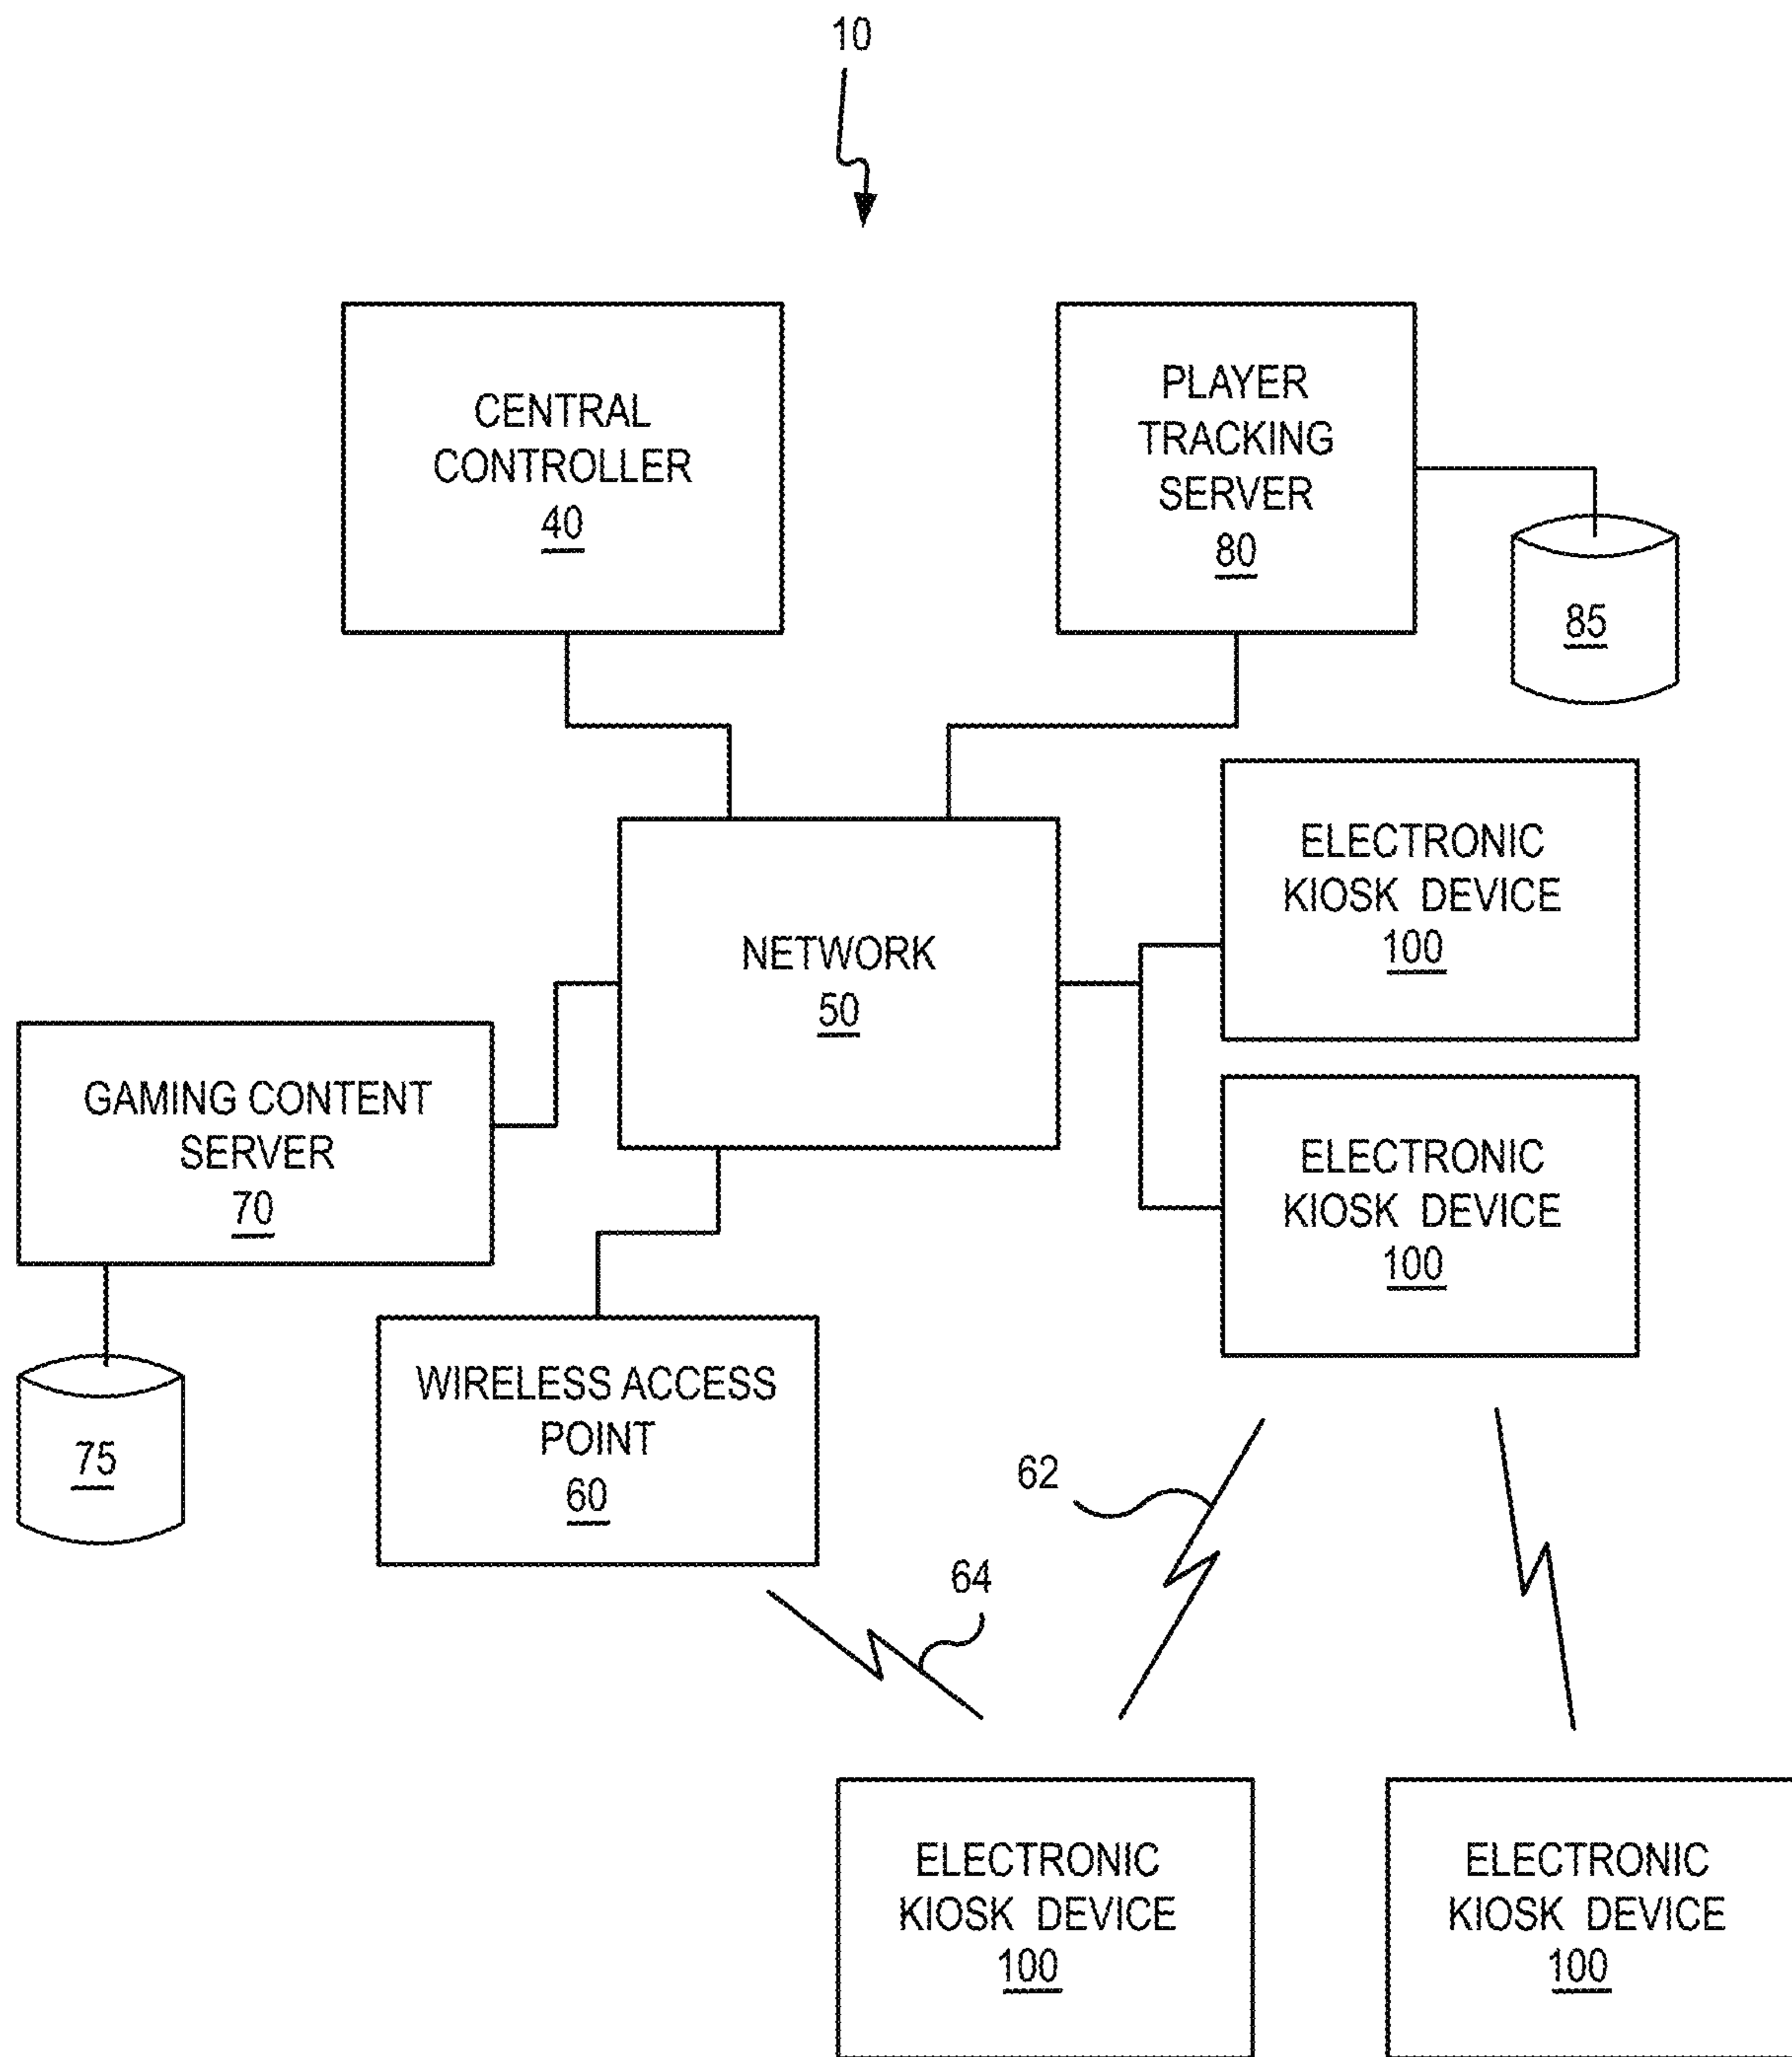 10
CENTRAL
CONTROLLER
40
PLAYER
TRACKING
SERVER
80
85
NETWORK
50
ELECTRONIC
KIOSK DEVICE
100
ELECTRONIC
KIOSK DEVICE
100
GAMING CONTENT
SERVER
70
75
WIRELESS ACCESS
POINT
60
62
64
ELECTRONIC
KIOSK DEVICE
100
ELECTRONIC
KIOSK DEVICE
100